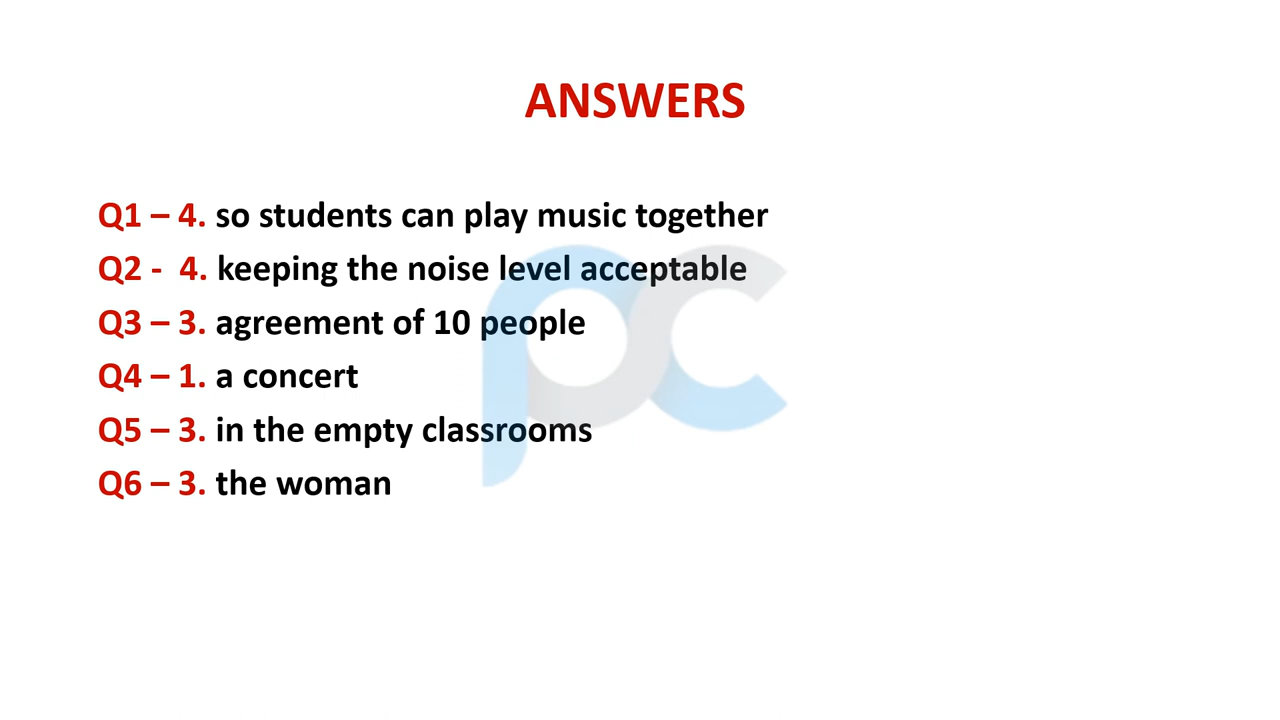 ANSWERS
Q1 – 4. so students can play music together
Q2 - 4. keeping the noise level acceptable
Q3 – 3. agreement of 10 people
Q4 – 1. a concert
Q5 – 3. in the empty classrooms
Q6 – 3. the woman
pc